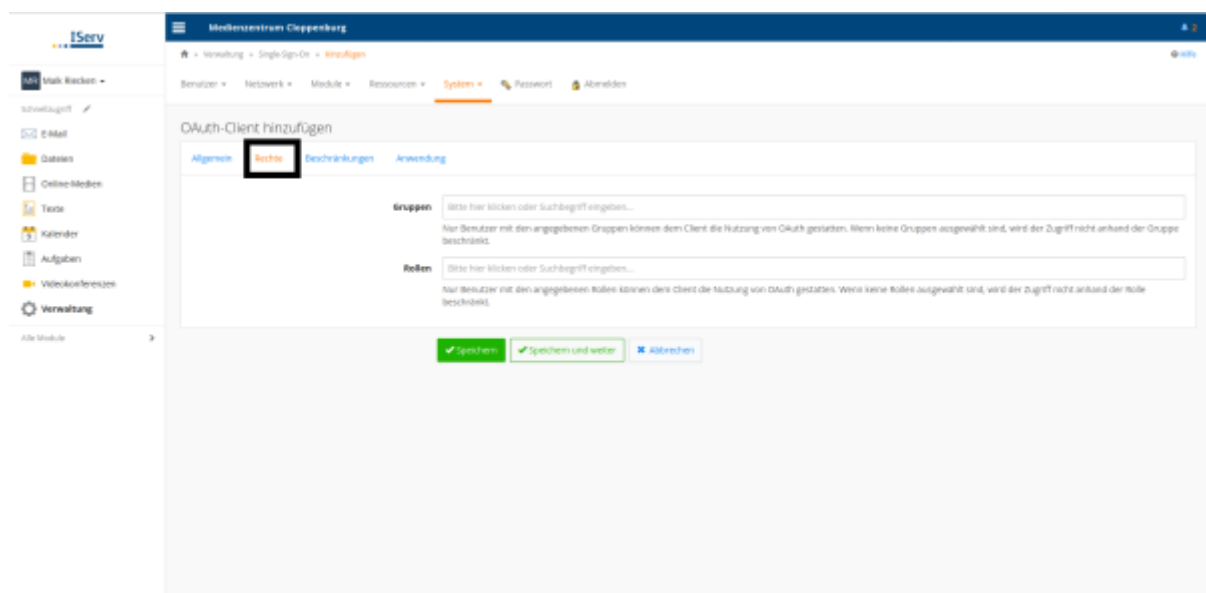 IServ
Medienzentrum Cloppenburg
2
» Verwaltung » Single-Sign-On » Hinzufügen
Hilfe
MR Maik Riecken
Benutzer Netzwerk Module Ressourcen System Passwort Abmelden
Schnellzugriff
OAuth-Client hinzufügen
E-Mail
Allgemein Rechte Beschränkungen Anwendung
Dateien
Online-Medien
Texte
Gruppen Bitte hier klicken oder Suchbegriff eingeben...
Kalender
Nur Benutzer mit den angegebenen Gruppen können dem Client die Nutzung von OAuth gestatten. Wenn keine Gruppen ausgewählt sind, wird der Zugriff nicht anhand der Gruppe
beschränkt.
Aufgaben
Rollen Bitte hier klicken oder Suchbegriff eingeben...
Videokonferenzen
Nur Benutzer mit den angegebenen Rollen können dem Client die Nutzung von OAuth gestatten. Wenn keine Rollen ausgewählt sind, wird der Zugriff nicht anhand der Rolle
beschränkt.
Verwaltung
Alle Module
Speichern Speichern und weiter Abbrechen